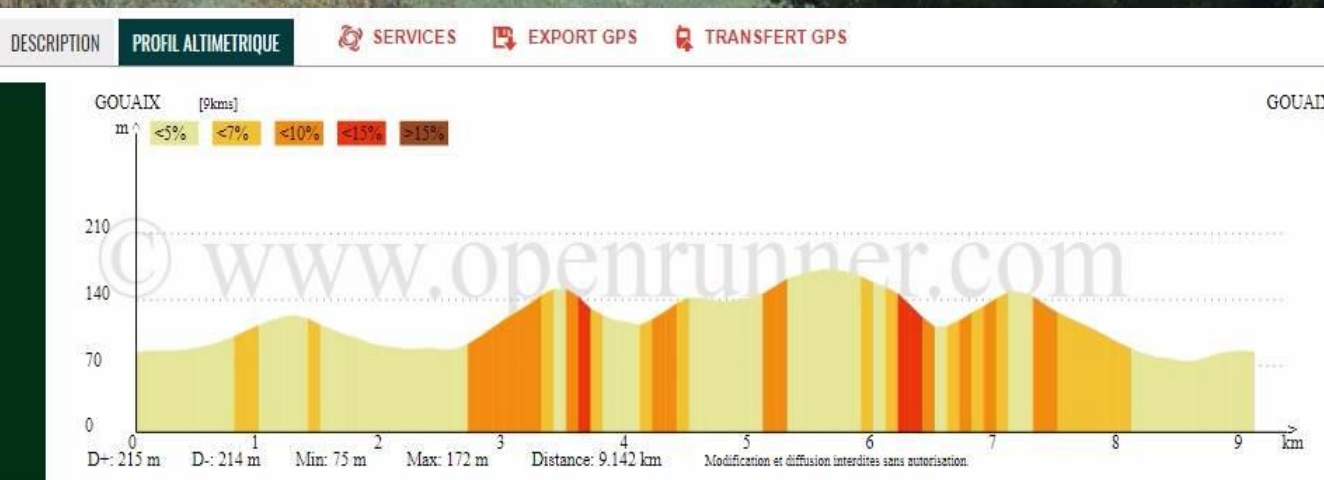 DESCRIPTION PROFIL ALTIMETRIQUE SERVICES EXPORT GPS TRANSFERT GPS
GOUAIX [9kms] GOUAIX
m <5% <7% <10% <15% >15%
210
© www.openrunner.com
140
70
0
0 1 2 3 4 5 6 7 8 9 km
D+: 215 m D-: 214 m Min: 75 m Max: 172 m Distance: 9.142 km Modification et diffusion interdites sans autorisation.